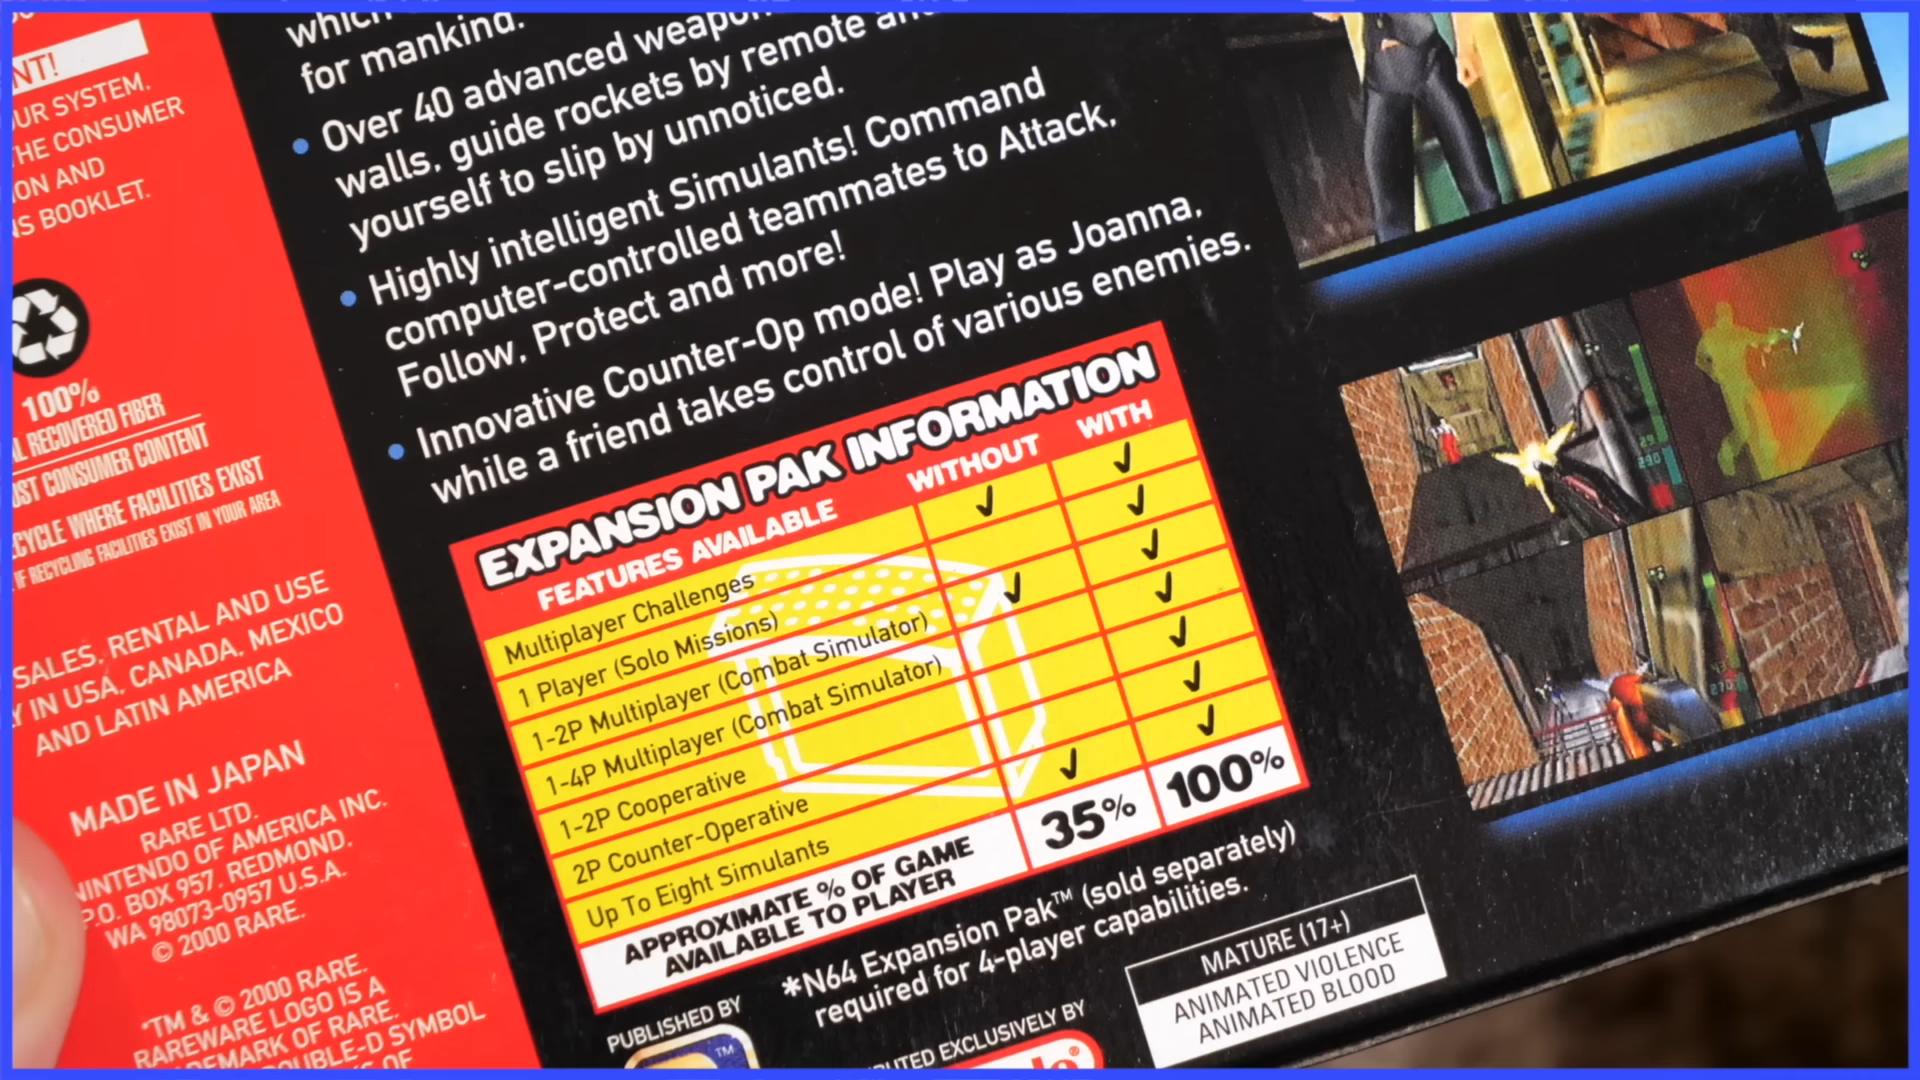 NT!
UR SYSTEM,
THE CONSUMER
ON AND
NS BOOKLET.
100%
RECOVERED FIBER
CONSUMER CONTENT
WHERE FACILITIES EXIST
IF RECYCLING FACILITIES EXIST IN YOUR AREA
SALES, RENTAL AND USE
IN USA, CANADA, MEXICO
AND LATIN AMERICA
MADE IN JAPAN
RARE LTD.
NINTENDO OF AMERICA INC.
P.O. BOX 957, REDMOND,
WA 98073-0957 U.S.A.
© 2000 RARE.
"TM & © 2000 RARE.
RAREWARE LOGO IS A
OF RARE.
SYMBOL
OF
which
for mankind.
• Over 40 advanced
walls, guide rockets by remote
yourself to slip by unnoticed.
• Highly intelligent Simulants! Command
computer-controlled teammates to Attack,
Follow, Protect and more!
• Innovative Counter-Op mode! Play as Joanna,
while a friend takes control of various enemies.
EXPANSION PAK INFORMATION
FEATURES AVAILABLE WITHOUT WITH
Multiplayer Challenges ✓ ✓
1 Player (Solo Missions) ✓
1-2P Multiplayer (Combat Simulator) ✓ ✓
1-4P Multiplayer (Combat Simulator) ✓
1-2P Cooperative ✓
2P Counter-Operative ✓
Up To Eight Simulants ✓ ✓
APPROXIMATE % OF GAME
AVAILABLE TO PLAYER 35% 100%
*N64 Expansion Pak™ (sold separately)
required for 4-player capabilities.
PUBLISHED BY
TM
EXCLUSIVELY BY
®
MATURE (17+)
ANIMATED VIOLENCE
ANIMATED BLOOD